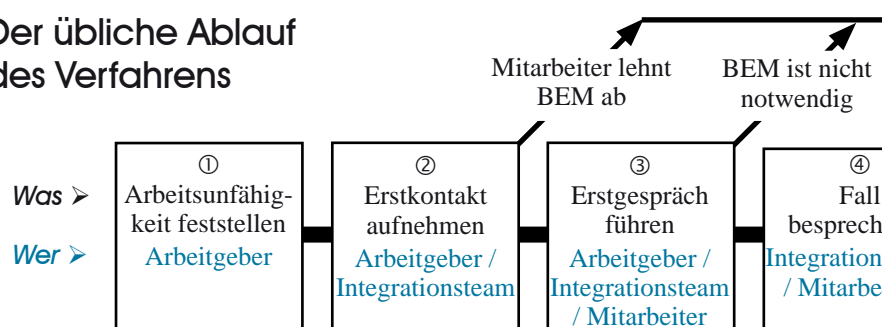 Der übliche Ablauf
des Verfahrens
Mitarbeiter lehnt
BEM ab
BEM ist nicht
notwendig
Was ➢
Wer ➢
①
Arbeitsunfähig-
keit feststellen
Arbeitgeber
②
Erstkontakt
aufnehmen
Arbeitgeber /
Integrationsteam
③
Erstgespräch
führen
Arbeitgeber /
Integrationsteam
/ Mitarbeiter
④
Fall
besprech
Integration
/ Mitarbe